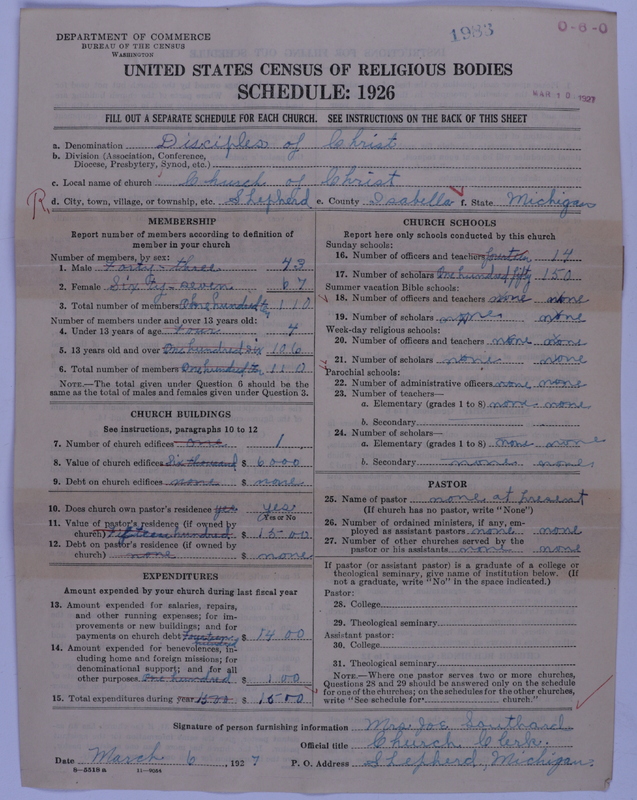 DEPARTMENT OF COMMERCE
BUREAU OF THE CENSUS
WASHINGTON
1983
O-8-0
MAR 1 2 1927
UNITED STATES CENSUS OF RELIGIOUS BODIES
SCHEDULE: 1926
FILL OUT A SEPARATE SCHEDULE FOR EACH CHURCH. SEE INSTRUCTIONS ON THE BACK OF THIS SHEET
a. Denomination Disciples of Christ
b. Division (Association, Conference,
Diocese, Presbytery, Synod, etc.)
c. Local name of church Church of Christ
R. d. City, town, village, or township, etc. Shepherd e. County Isabella f. State Michigan
MEMBERSHIP
Report number of members according to definition of
member in your church
Number of members, by sex:
1. Male Forty-three 43
2. Female Sixty-seven 67
3. Total number of members One hundred ten 110
Number of members under and over 13 years old:
4. Under 13 years of age Four 4
5. 13 years old and over One hundred six 106
6. Total number of members One hundred ten 110
NOTE.—The total given under Question 6 should be the
same as the total of males and females given under Question 3.
CHURCH BUILDINGS
See instructions, paragraphs 10 to 12
7. Number of church edifices one 1
8. Value of church edifices Six thousand $ 6000
9. Debt on church edifices none $ none
10. Does church own pastor's residence yes yes
(Yes or No)
11. Value of pastor's residence (if owned by
church) Fifteen hundred $ 1500
12. Debt on pastor's residence (if owned by
church) none $ none
EXPENDITURES
Amount expended by your church during last fiscal year
13. Amount expended for salaries, repairs,
and other running expenses; for im-
provements or new buildings; and for
payments on church debt Fourteen hundred $ 1400
14. Amount expended for benevolences, in-
cluding home and foreign missions; for
denominational support; and for all
other purposes One hundred $ 100
15. Total expenditures during year 1500 $ 1500
CHURCH SCHOOLS
Report here only schools conducted by this church
Sunday schools:
16. Number of officers and teachers fourteen 14
17. Number of scholars One hundred fifty 150
Summer vacation Bible schools:
18. Number of officers and teachers none none
19. Number of scholars none none
Week-day religious schools:
20. Number of officers and teachers none none
21. Number of scholars none none
Parochial schools:
22. Number of administrative officers none none
23. Number of teachers—
a. Elementary (grades 1 to 8) none none
b. Secondary
24. Number of scholars—
a. Elementary (grades 1 to 8) none none
b. Secondary none none
PASTOR
25. Name of pastor none at present
(If church has no pastor, write "None")
26. Number of ordained ministers, if any, em-
ployed as assistant pastors none none
27. Number of other churches served by the
pastor or his assistants none none
If pastor (or assistant pastor) is a graduate of a college or
theological seminary, give name of institution below. (If
not a graduate, write "No" in the space indicated.)
Pastor:
28. College
29. Theological seminary
Assistant pastor:
30. College
31. Theological seminary
NOTE.—Where one pastor serves two or more churches,
Questions 28 and 29 should be answered only on the schedule
for one of the churches; on the schedules for the other churches,
write "See schedule for church."
Signature of person furnishing information Mrs. Joe Southard
Official title Church Clerk.
Date March 6, 1927 P. O. Address Shepherd, Michigan.
8-5518 a 11-8084